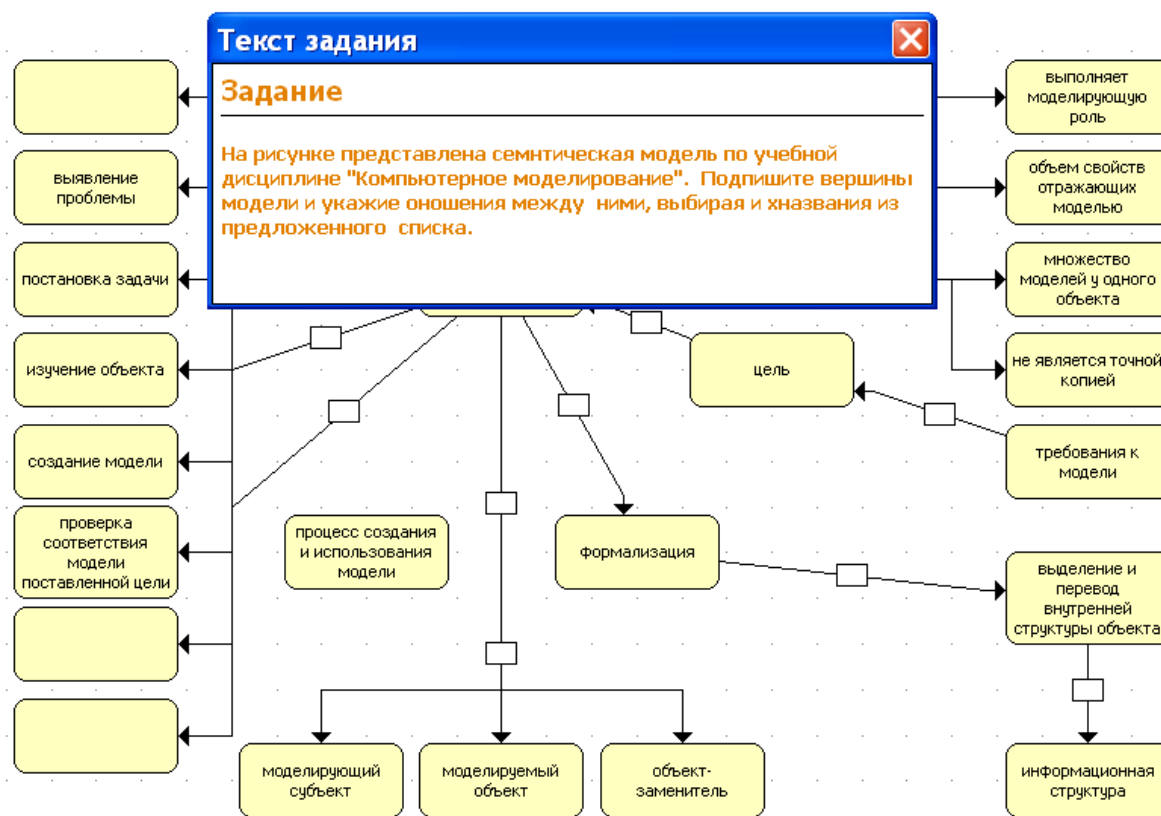 Текст задания
Задание
На рисунке представлена семнтическая модель по учебной
дисциплине "Компьютерное моделирование". Подпишите вершины
модели и укажие оношения между ними, выбирая и хназвания из
предложенного списка.
выполняет
моделирующую
роль
выявление
проблемы
объем свойств
отражающих
моделью
постановка задачи
множество
моделей у одного
объекта
изучение объекта
цель
не является точной
копией
создание модели
требования к
модели
проверка
соответствия
модели
поставленной цели
процесс создания
и использования
модели
формализация
выделение и
перевод
внутренней
структуры объекта
моделирующий
субъект
моделируемый
объект
объект-
заменитель
информационная
структура